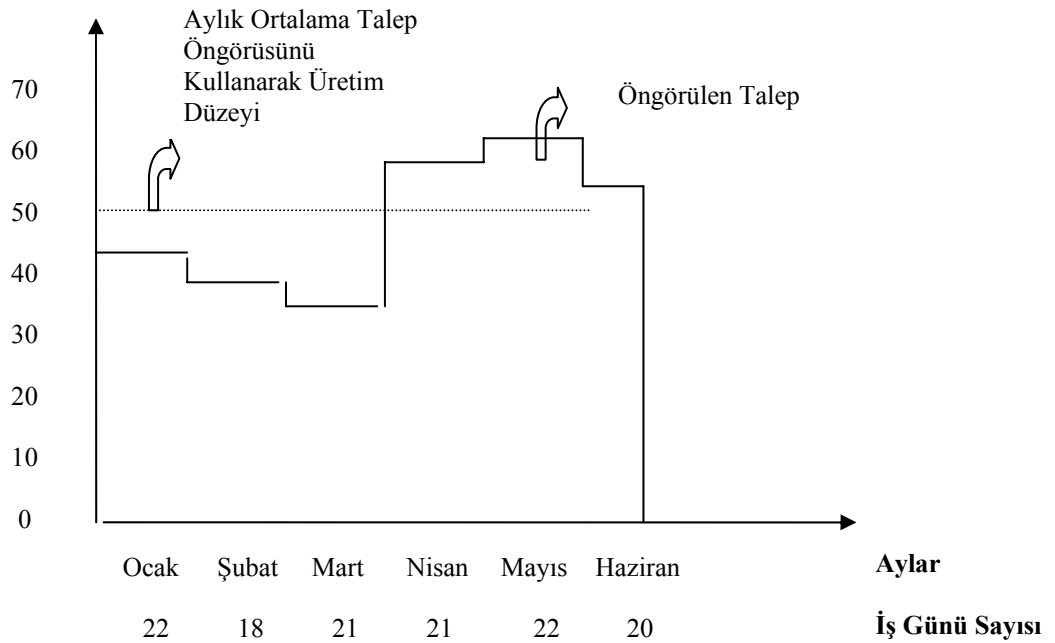 Aylık Ortalama Talep
Öngörüsünü
Kullanarak Üretim
Düzeyi
Öngörülen Talep
70
60
50
40
30
20
10
0
Ocak Şubat Mart Nisan Mayıs Haziran Aylar
22 18 21 21 22 20 İş Günü Sayısı